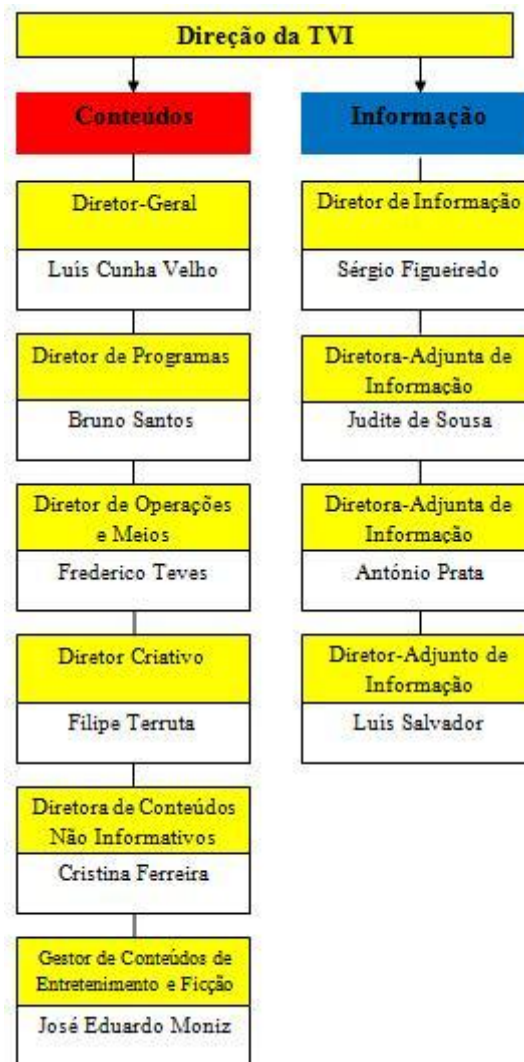 Direção da TVI
Conteúdos
Diretor-Geral
Luís Cunha Velho
Diretor de Programas
Bruno Santos
Diretor de Operações
e Meios
Frederico Teves
Diretor Criativo
Filipe Terruta
Diretora de Conteúdos
Não Informativos
Cristina Ferreira
Gestor de Conteúdos de
Entretenimento e Ficção
José Eduardo Moniz
Informação
Diretor de Informação
Sérgio Figueiredo
Diretora-Adjunta de
Informação
Judite de Sousa
Diretora-Adjunta de
Informação
António Prata
Diretor-Adjunto de
Informação
Luís Salvador